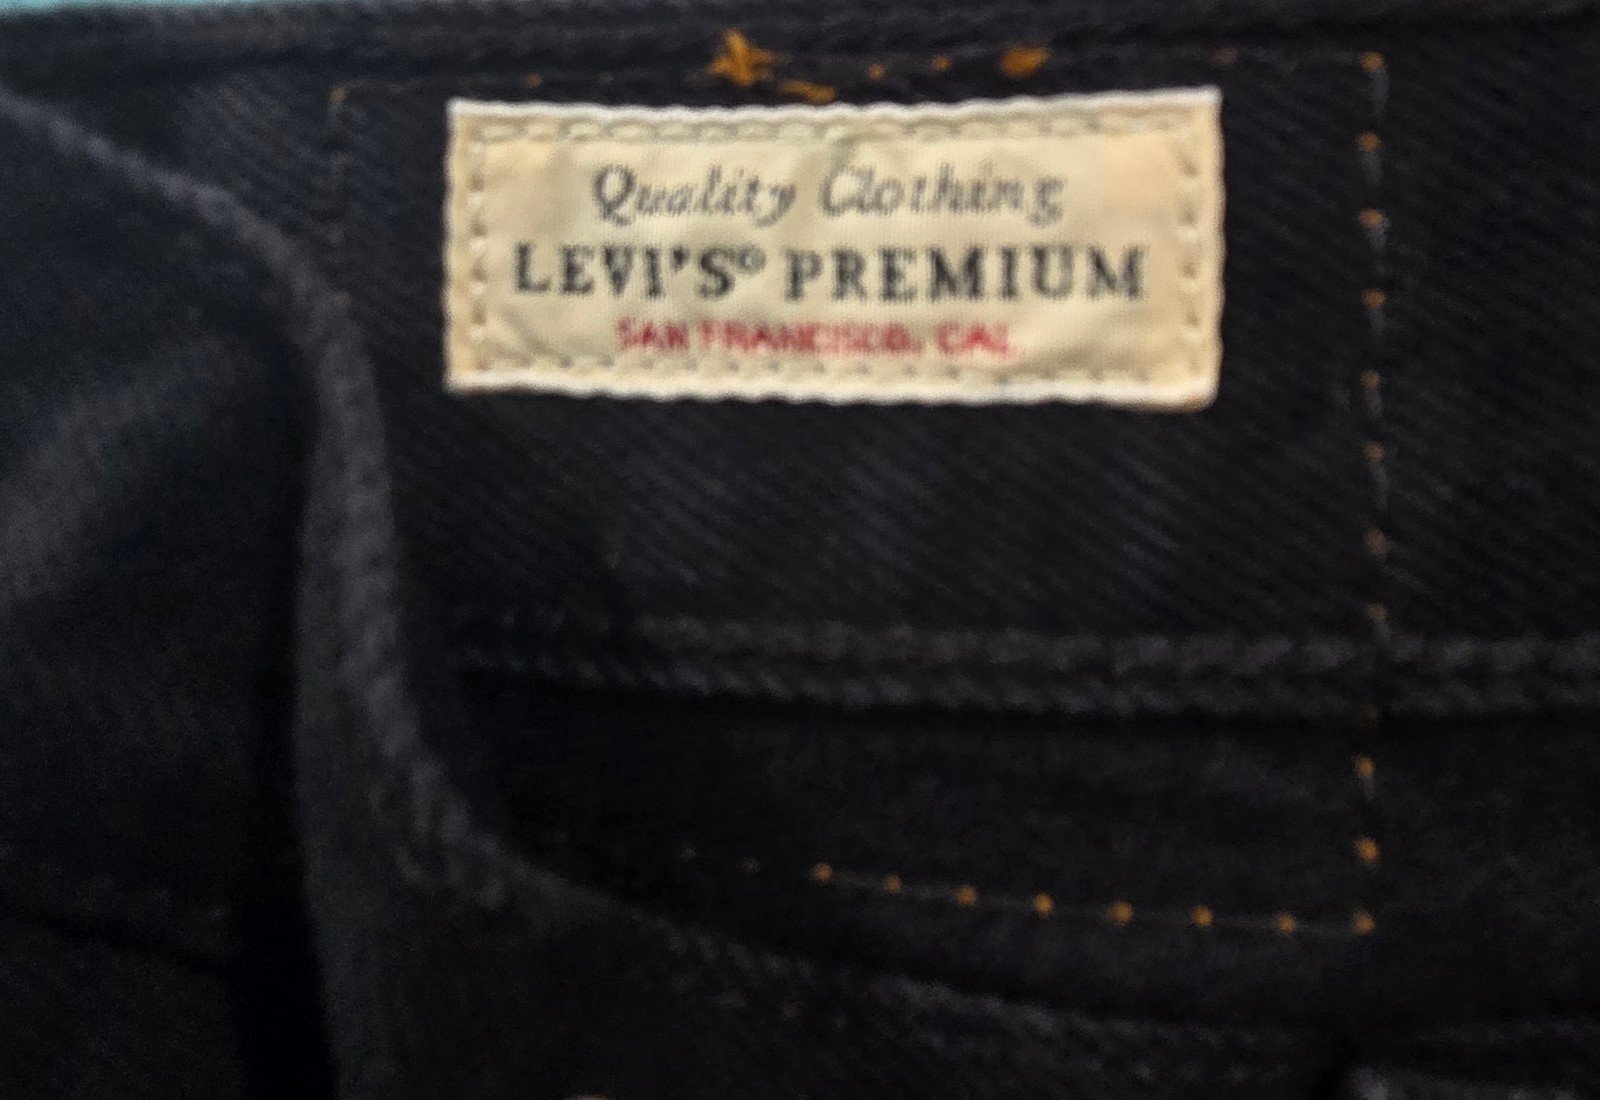 Quality Clothing
LEVI'S® PREMIUM
SAN FRANCISCO, CAL.